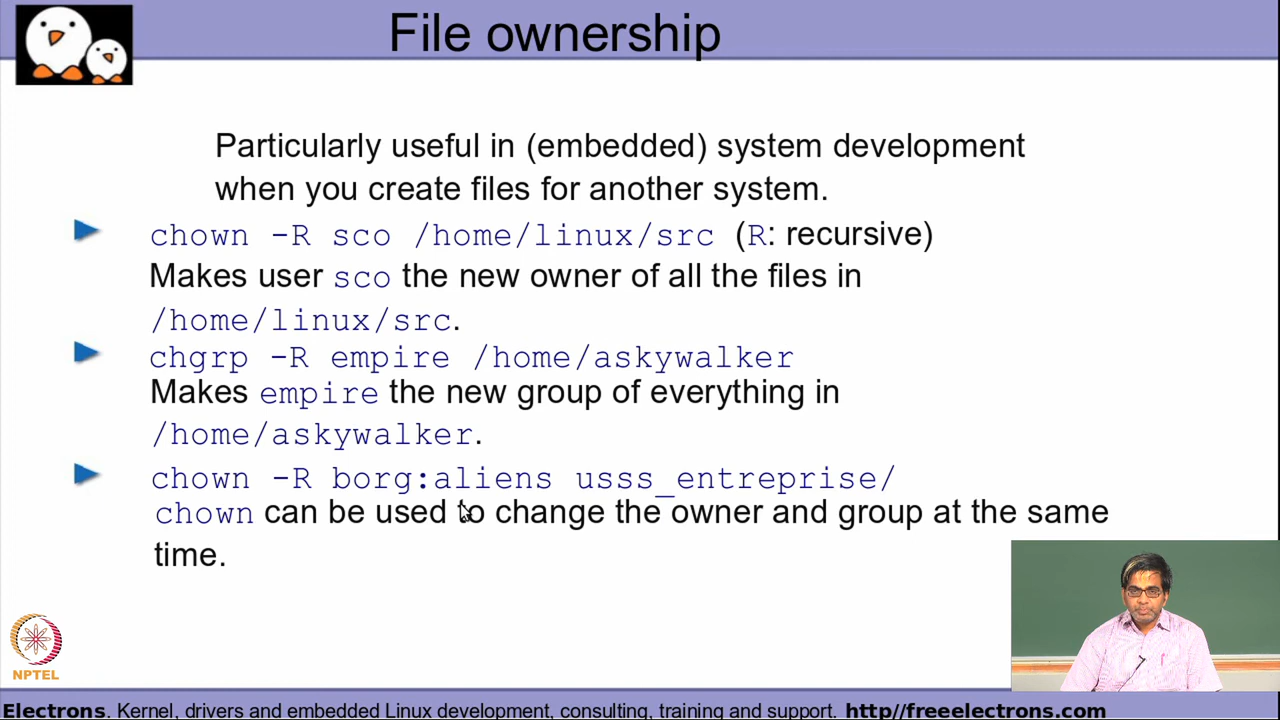 File ownership
Particularly useful in (embedded) system development
when you create files for another system.
chown -R sco /home/linux/src (R: recursive)
Makes user sco the new owner of all the files in
/home/linux/src.
chgrp -R empire /home/askywalker
Makes empire the new group of everything in
/home/askywalker.
chown -R borg:aliens usss_entreprise/
chown can be used to change the owner and group at the same
time.
NPTEL
Electrons. Kernel, drivers and embedded Linux development, consulting, training and support. http//freeelectrons.com